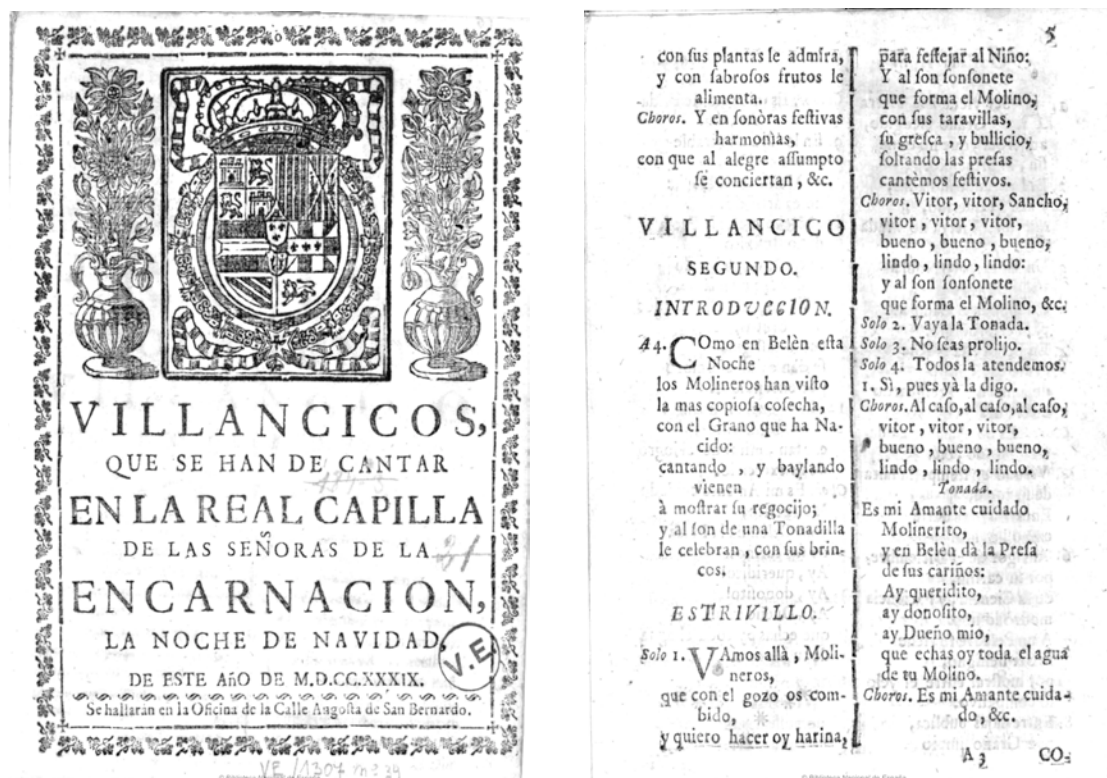 VILLANCICOS,
QUE SE HAN DE CANTAR
EN LA REAL CAPILLA
DE LAS SEÑORAS DE LA
ENCARNACION,
LA NOCHE DE NAVIDAD,
DE ESTE AñO DE M.D.CC.XXXIX.
Se hallaràn en la Oficina de la Calle Angosta de San Bernardo.
V.E.
VE /1307 nº 34
5
con ſus plantas le admira,
y con ſabroſos frutos le
alimenta.
Choros. Y en ſonòras feſtivas
harmonìas,
con que al alegre aſſumpto
ſe conciertan, &c.
VILLANCICO
SEGUNDO.
INTRODUCCION.
A 4. COmo en Belèn eſta
Noche
los Molineros han viſto
la mas copioſa coſecha,
con el Grano que ha Na-
cido:
cantando, y baylando
vienen
à moſtrar ſu regocijo;
y al ſon de una Tonadilla
le celebran, con ſus brin-
cos.
ESTRIVILLO.
Solo 1. VAmos allà, Moli-
neros,
que con el gozo os com-
bido,
y quiero hacer oy harina,
para feſtejar al Niño:
Y al ſon ſonſonete
que forma el Molino,
con ſus taravillas,
ſu greſca, y bullicio,
ſoltando las preſas
cantèmos feſtivos.
Choros. Vitor, vitor, Sancho,
vitor, vitor, vitor,
bueno, bueno, bueno,
lindo, lindo, lindo:
y al ſon ſonſonete
que forma el Molino, &c.
Solo 2. Vaya la Tonada.
Solo 3. No ſeas prolijo.
Solo 4. Todos la atendemos.
1. Sì, pues yà la digo.
Choros. Al caſo, al caſo, al caſo,
vitor, vitor, vitor,
bueno, bueno, bueno,
lindo, lindo, lindo.
Tonada.
Es mi Amante cuidado
Molinerito,
y en Belèn dà la Preſa
de ſus cariños:
Ay queridito,
ay donoſito,
ay Dueño mio,
que echas oy toda el agua
de tu Molino.
Choros. Es mi Amante cuida-
do, &c.
A 3 CO-